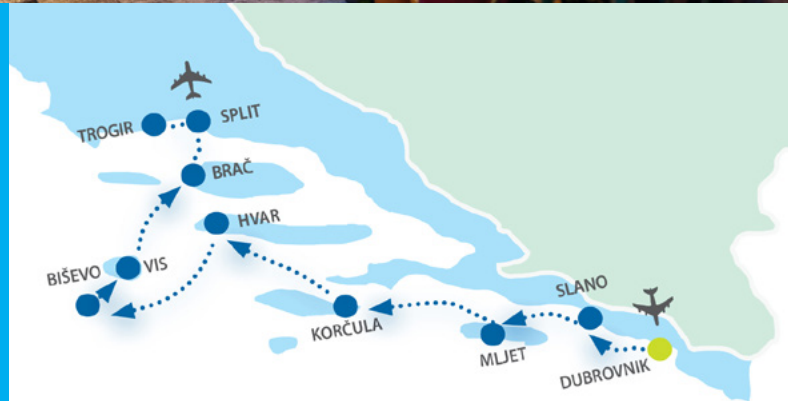 TROGIR
SPLIT
BRAČ
HVAR
BIŠEVO
VIS
KORČULA
MLJET
SLANO
DUBROVNIK